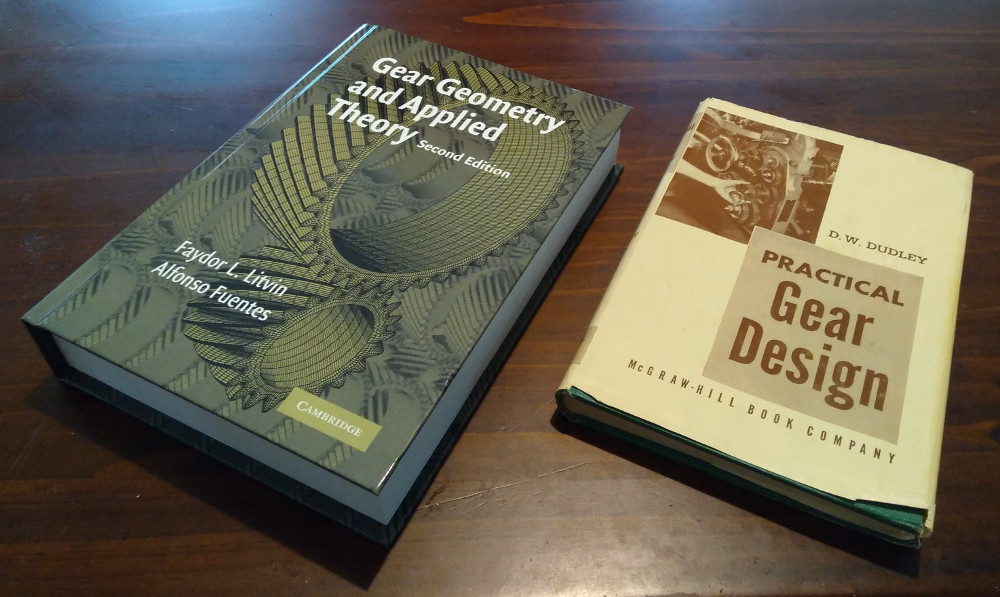 Gear Geometry
and Applied
Theory Second Edition
Faydor L. Litvin
Alfonso Fuentes
CAMBRIDGE
D. W. DUDLEY
PRACTICAL
Gear
Design
McGRAW-HILL BOOK COMPANY